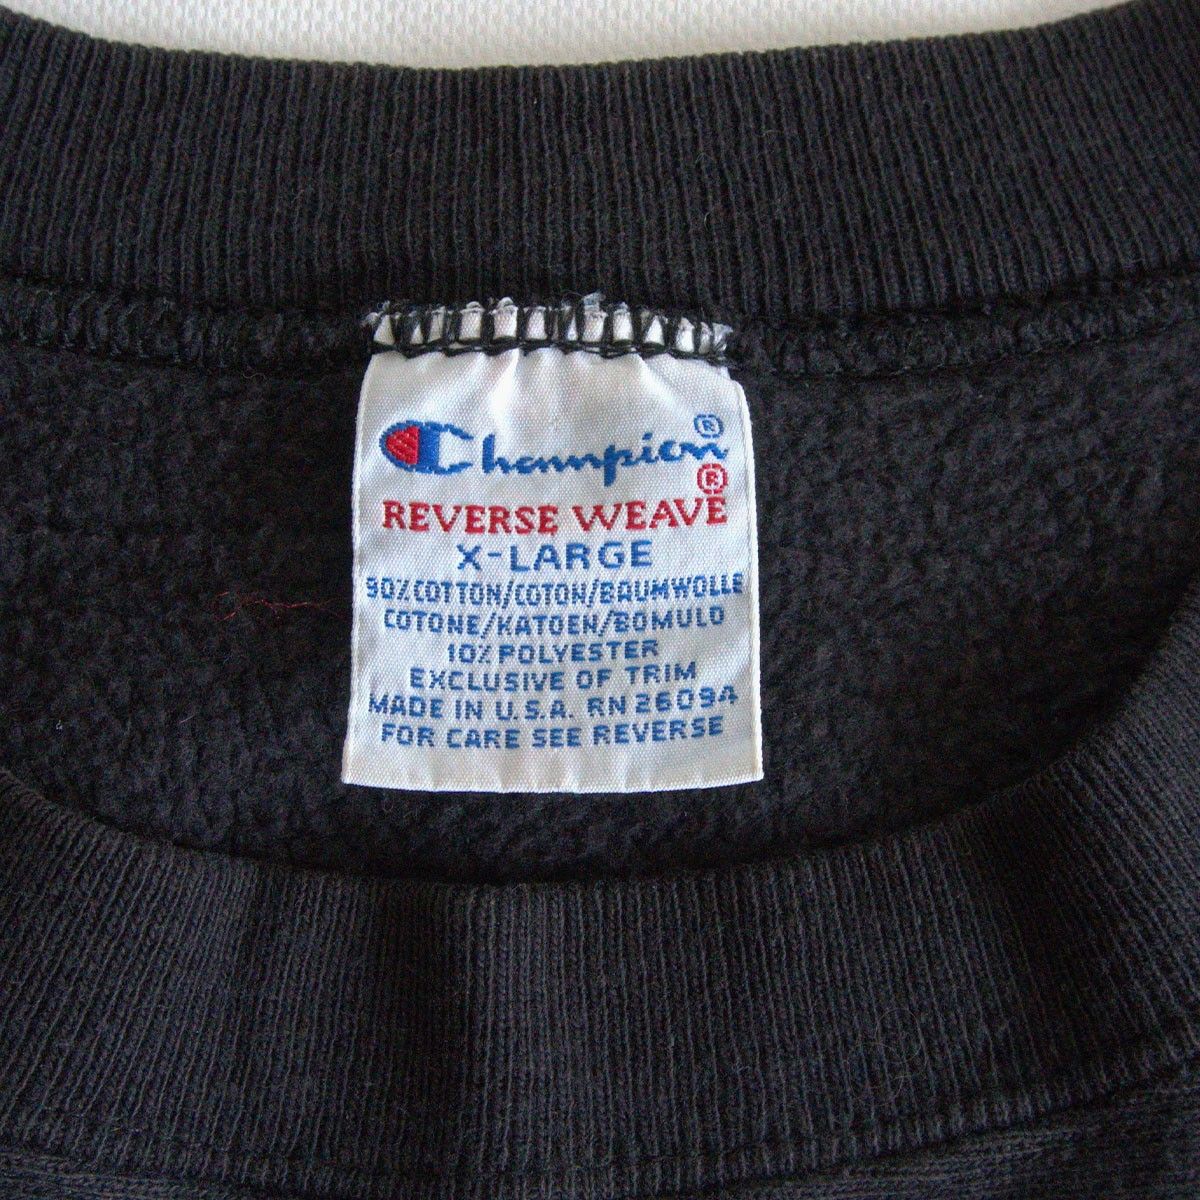 Champion®
®
REVERSE WEAVE
X-LARGE
90% COTTON/COTON/BAUMWOLLE
COTONE/KATOEN/BOMULD
10% POLYESTER
EXCLUSIVE OF TRIM
MADE IN U.S.A. RN 26094
FOR CARE SEE REVERSE